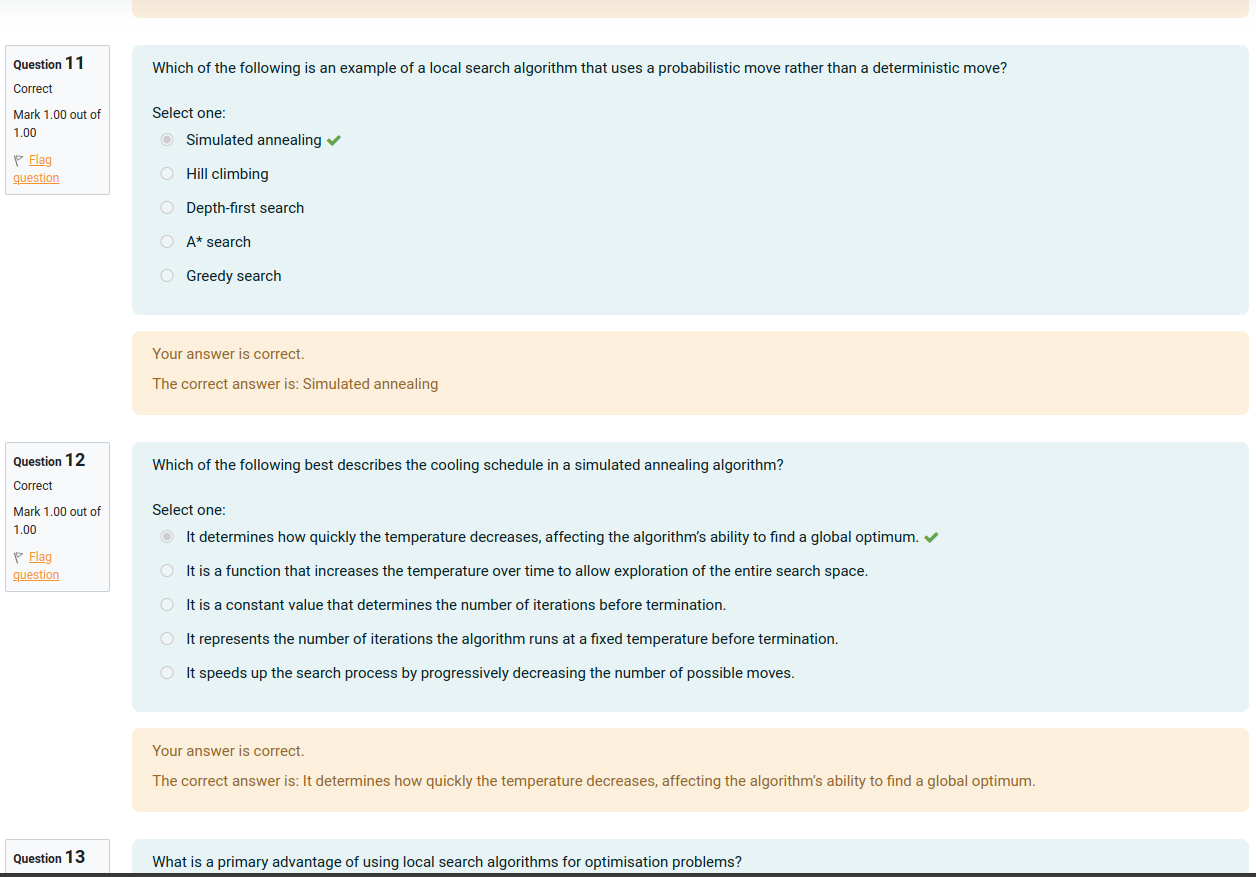 Question 11
Correct
Mark 1.00 out of
1.00
Flag
question
Which of the following is an example of a local search algorithm that uses a probabilistic move rather than a deterministic move?
Select one:
Simulated annealing
Hill climbing
Depth-first search
A* search
Greedy search
Your answer is correct.
The correct answer is: Simulated annealing
Question 12
Correct
Mark 1.00 out of
1.00
Flag
question
Which of the following best describes the cooling schedule in a simulated annealing algorithm?
Select one:
It determines how quickly the temperature decreases, affecting the algorithm’s ability to find a global optimum.
It is a function that increases the temperature over time to allow exploration of the entire search space.
It is a constant value that determines the number of iterations before termination.
It represents the number of iterations the algorithm runs at a fixed temperature before termination.
It speeds up the search process by progressively decreasing the number of possible moves.
Your answer is correct.
The correct answer is: It determines how quickly the temperature decreases, affecting the algorithm’s ability to find a global optimum.
Question 13
What is a primary advantage of using local search algorithms for optimisation problems?